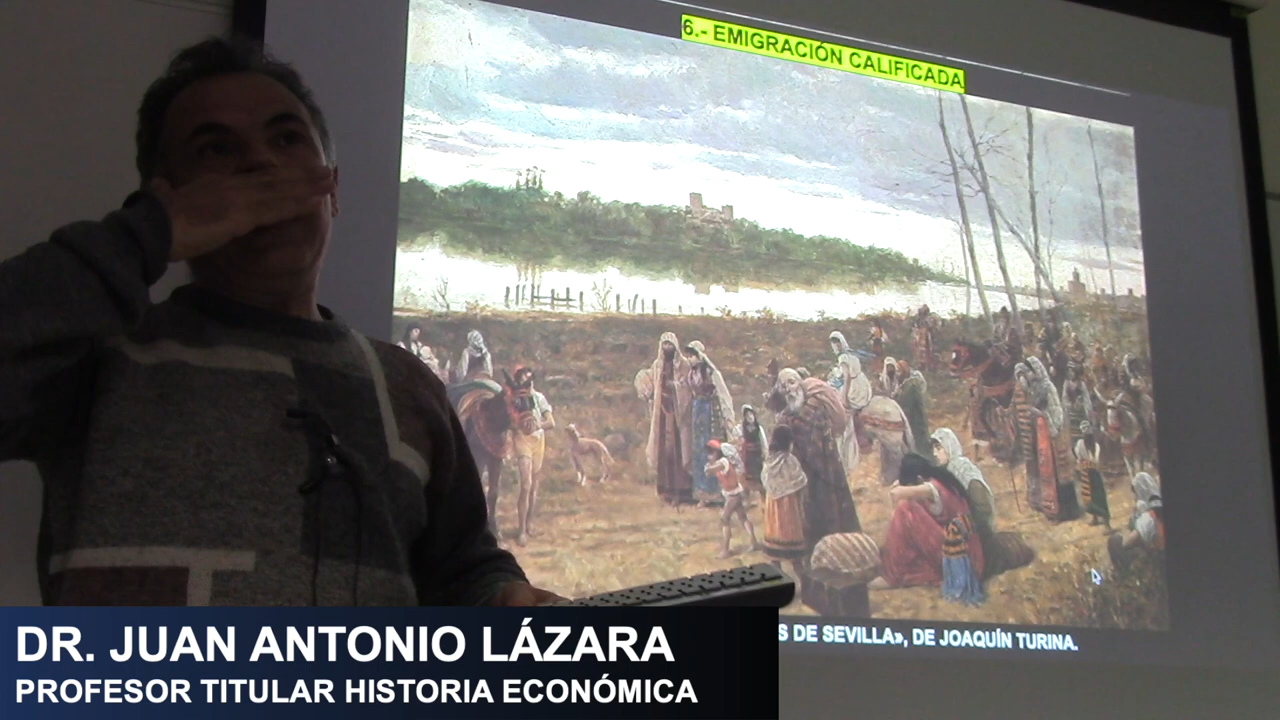 6.- EMIGRACIÓN CALIFICADA
S DE SEVILLA», DE JOAQUÍN TURINA.
DR. JUAN ANTONIO LÁZARA
PROFESOR TITULAR HISTORIA ECONÓMICA